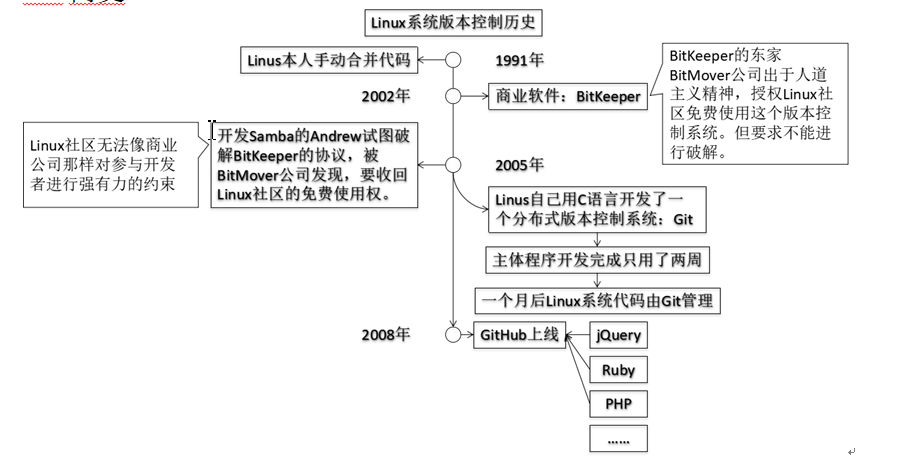 Linux系统版本控制历史
Linus本人手动合并代码
1991年
2002年
商业软件：BitKeeper
BitKeeper的东家
BitMover公司出于人道
主义精神，授权Linux社
区免费使用这个版本控
制系统。但要求不能进
行破解。
Linux社区无法像商业
公司那样对参与开发
者进行强有力的约束
开发Samba的Andrew试图破
解BitKeeper的协议，被
BitMover公司发现，要收回
Linux社区的免费使用权。
2005年
Linus自己用C语言开发了一
个分布式版本控制系统：Git
主体程序开发完成只用了两周
一个月后Linux系统代码由Git管理
2008年
GitHub上线
jQuery
Ruby
PHP
……